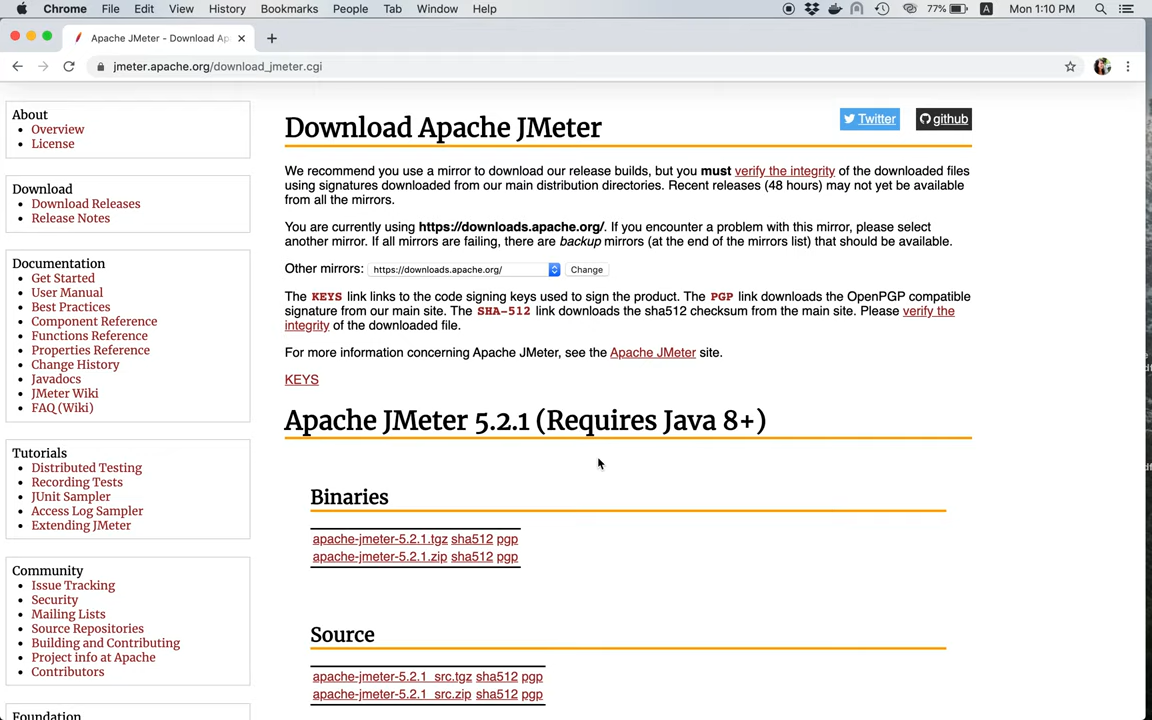 Chrome File Edit View History Bookmarks People Tab Window Help 77% A Mon 1:10 PM
Apache JMeter - Download Ap
jmeter.apache.org/download_jmeter.cgi
About
Overview
License
Download
Download Releases
Release Notes
Documentation
Get Started
User Manual
Best Practices
Component Reference
Functions Reference
Properties Reference
Change History
Javadocs
JMeter Wiki
FAQ (Wiki)
Tutorials
Distributed Testing
Recording Tests
JUnit Sampler
Access Log Sampler
Extending JMeter
Community
Issue Tracking
Security
Mailing Lists
Source Repositories
Building and Contributing
Project info at Apache
Contributors
Foundation
Download Apache JMeter
Twitter
github
We recommend you use a mirror to download our release builds, but you must verify the integrity of the downloaded files
using signatures downloaded from our main distribution directories. Recent releases (48 hours) may not yet be available
from all the mirrors.
You are currently using https://downloads.apache.org/. If you encounter a problem with this mirror, please select
another mirror. If all mirrors are failing, there are backup mirrors (at the end of the mirrors list) that should be available.
Other mirrors: https://downloads.apache.org/ Change
The KEYS link links to the code signing keys used to sign the product. The PGP link downloads the OpenPGP compatible
signature from our main site. The SHA-512 link downloads the sha512 checksum from the main site. Please verify the
integrity of the downloaded file.
For more information concerning Apache JMeter, see the Apache JMeter site.
KEYS
Apache JMeter 5.2.1 (Requires Java 8+)
Binaries
apache-jmeter-5.2.1.tgz sha512 pgp
apache-jmeter-5.2.1.zip sha512 pgp
Source
apache-jmeter-5.2.1_src.tgz sha512 pgp
apache-jmeter-5.2.1_src.zip sha512 pgp